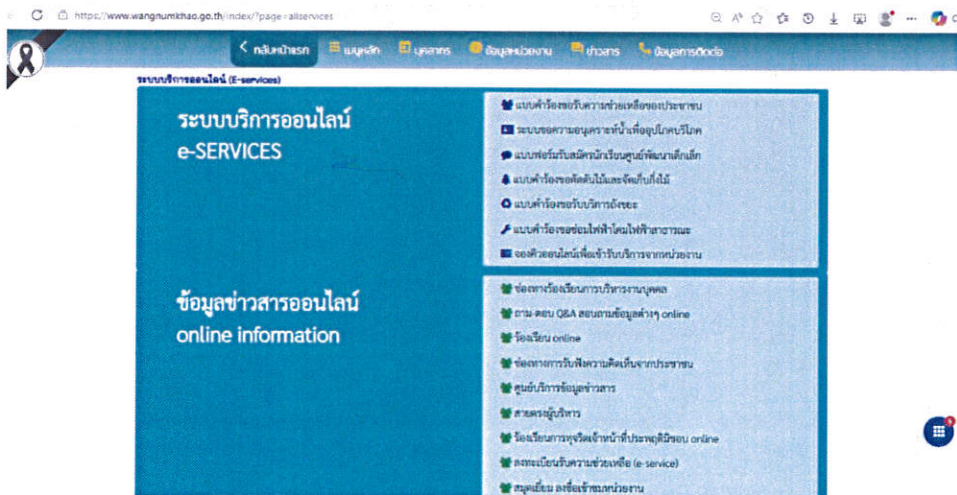 https://www.wangnumkhao.go.th/index/?page=allservices
กลับหน้าแรก เมนูหลัก บุคลากร ข้อมูลหน่วยงาน ข่าวสาร ข้อมูลการติดต่อ
ระบบบริการออนไลน์ (E-services)
ระบบบริการออนไลน์
e-SERVICES
แบบคำร้องขอรับความช่วยเหลือของประชาชน
ระบบขอความอนุเคราะห์น้ำเพื่ออุปโภคบริโภค
แบบฟอร์มรับสมัครนักเรียนศูนย์พัฒนาเด็กเล็ก
แบบคำร้องขอตัดต้นไม้และจัดเก็บกิ่งไม้
แบบคำร้องขอรับบริการถังขยะ
แบบคำร้องขอซ่อมไฟฟ้าโคมไฟฟ้าสาธารณะ
จองคิวออนไลน์เพื่อเข้ารับบริการจากหน่วยงาน
ข้อมูลข่าวสารออนไลน์
online information
ช่องทางร้องเรียนการบริหารงานบุคคล
ถาม-ตอบ Q&A สอบถามข้อมูลต่างๆ online
ร้องเรียน online
ช่องทางการรับฟังความคิดเห็นจากประชาชน
ศูนย์บริการข้อมูลข่าวสาร
สายตรงผู้บริหาร
ร้องเรียนการทุจริตเจ้าหน้าที่ประพฤติมิชอบ online
ลงทะเบียนรับความช่วยเหลือ (e-service)
สมุดเยี่ยม ลงชื่อเข้าชมหน่วยงาน